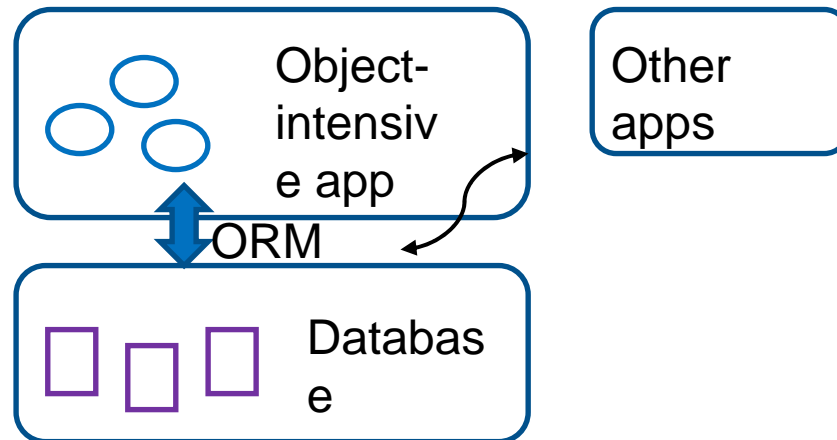 Object-
intensiv
e app
Other
apps
ORM
Databas
e